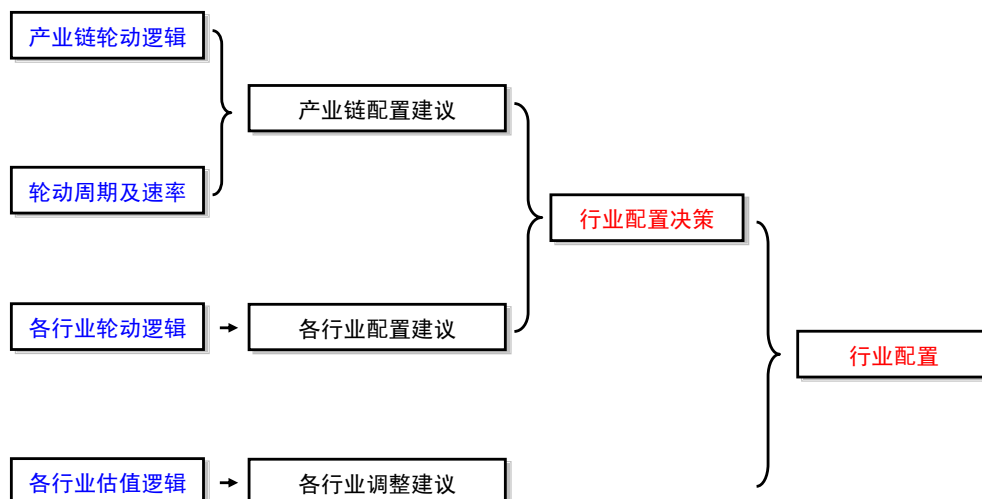 产业链轮动逻辑
产业链配置建议
轮动周期及速率
行业配置决策
各行业轮动逻辑
各行业配置建议
行业配置
各行业估值逻辑
各行业调整建议